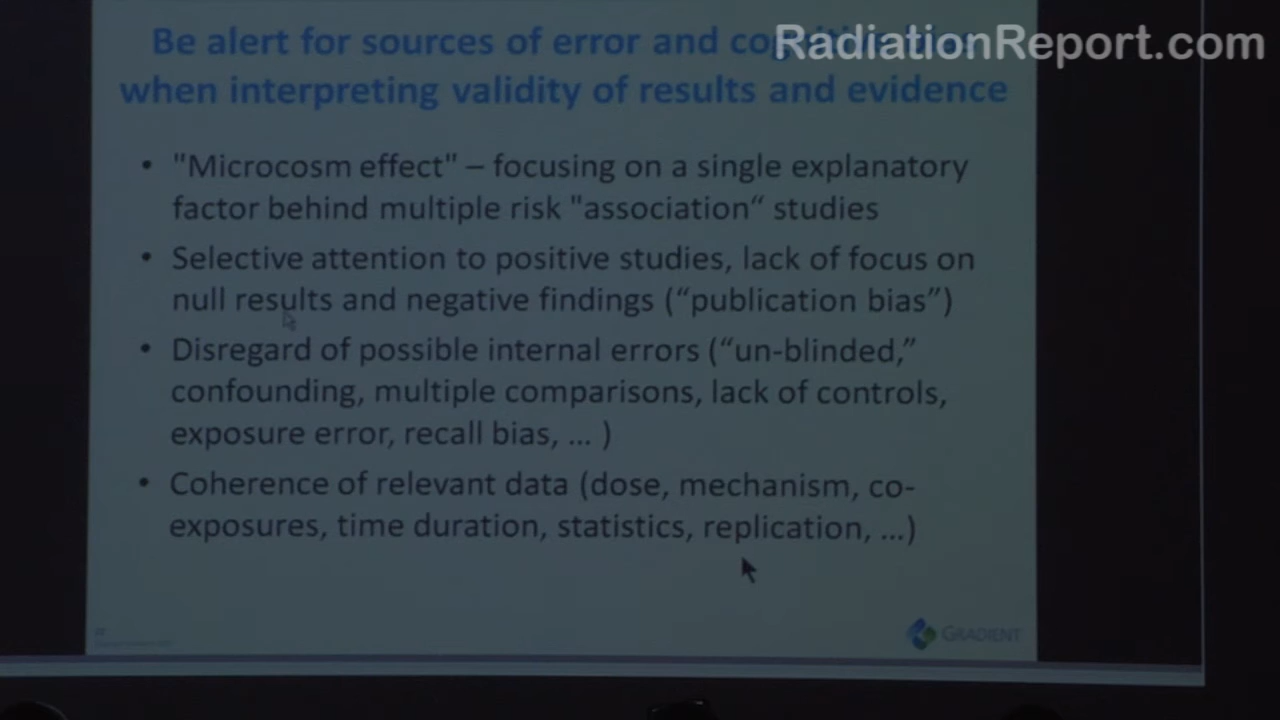 RadiationReport.com
Be alert for sources of error and
when interpreting validity of results and evidence
• "Microcosm effect" – focusing on a single explanatory
factor behind multiple risk "association“ studies
• Selective attention to positive studies, lack of focus on
null results and negative findings (“publication bias”)
• Disregard of possible internal errors (“un-blinded,”
confounding, multiple comparisons, lack of controls,
exposure error, recall bias, ... )
• Coherence of relevant data (dose, mechanism, co-
exposures, time duration, statistics, replication, ...)
GRADIENT